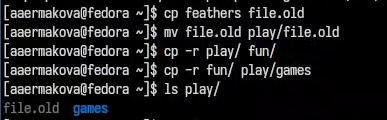 [aaermakova@fedora ~]$ cp feathers file.old
[aaermakova@fedora ~]$ mv file.old play/file.old
[aaermakova@fedora ~]$ cp -r play/ fun/
[aaermakova@fedora ~]$ cp -r fun/ play/games
[aaermakova@fedora ~]$ ls play/
file.old  games